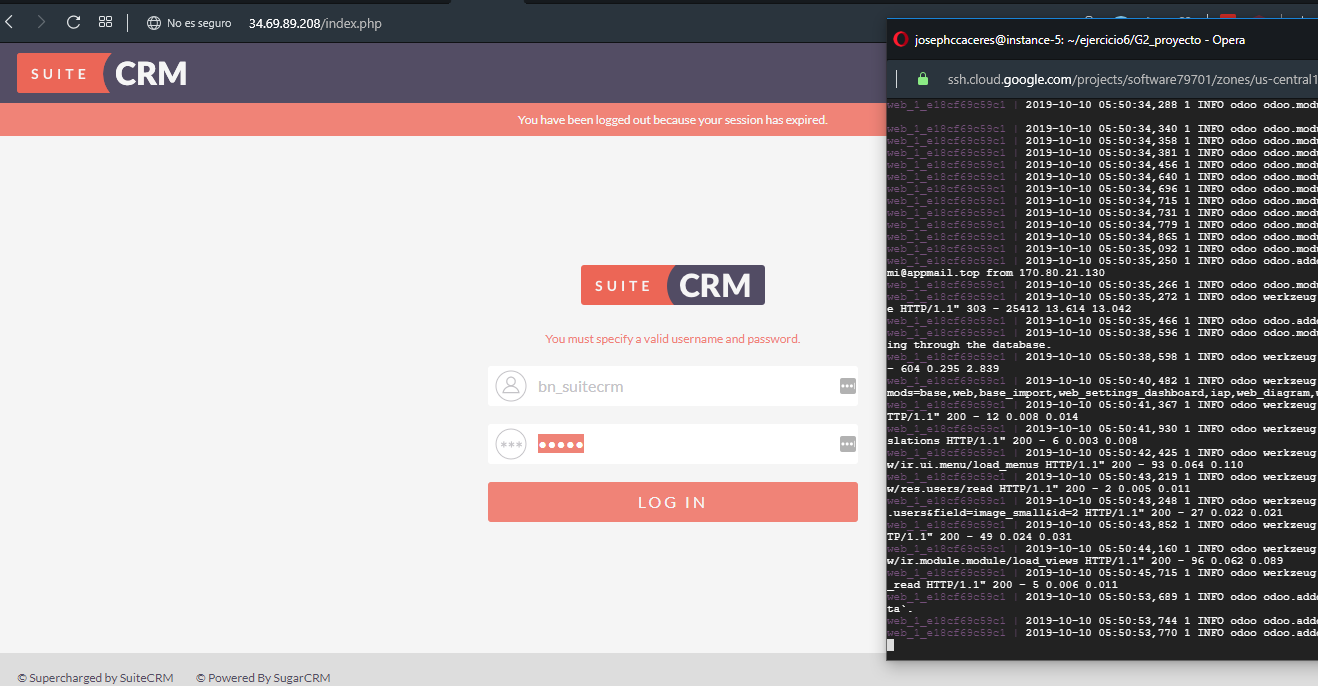 No es seguro 34.69.89.208/index.php
SUITE CRM
You have been logged out because your session has expired.
SUITE CRM
You must specify a valid username and password.
bn_suitecrm
***
LOG IN
© Supercharged by SuiteCRM © Powered By SugarCRM
josephccaceres@instance-5: ~/ejercicio6/G2_proyecto - Opera
ssh.cloud.google.com/projects/software79701/zones/us-central1
web_1_e18cf69c59c1 | 2019-10-10 05:50:34,288 1 INFO odoo odoo.modu
web_1_e18cf69c59c1 | 2019-10-10 05:50:34,340 1 INFO odoo odoo.modu
web_1_e18cf69c59c1 | 2019-10-10 05:50:34,358 1 INFO odoo odoo.modu
web_1_e18cf69c59c1 | 2019-10-10 05:50:34,381 1 INFO odoo odoo.modu
web_1_e18cf69c59c1 | 2019-10-10 05:50:34,456 1 INFO odoo odoo.modu
web_1_e18cf69c59c1 | 2019-10-10 05:50:34,640 1 INFO odoo odoo.modu
web_1_e18cf69c59c1 | 2019-10-10 05:50:34,696 1 INFO odoo odoo.modu
web_1_e18cf69c59c1 | 2019-10-10 05:50:34,715 1 INFO odoo odoo.modu
web_1_e18cf69c59c1 | 2019-10-10 05:50:34,731 1 INFO odoo odoo.modu
web_1_e18cf69c59c1 | 2019-10-10 05:50:34,779 1 INFO odoo odoo.modu
web_1_e18cf69c59c1 | 2019-10-10 05:50:34,865 1 INFO odoo odoo.modu
web_1_e18cf69c59c1 | 2019-10-10 05:50:35,092 1 INFO odoo odoo.modu
web_1_e18cf69c59c1 | 2019-10-10 05:50:35,250 1 INFO odoo odoo.addo
mi@appmail.top from 170.80.21.130
web_1_e18cf69c59c1 | 2019-10-10 05:50:35,266 1 INFO odoo odoo.modu
web_1_e18cf69c59c1 | 2019-10-10 05:50:35,272 1 INFO odoo werkzeug
e HTTP/1.1" 303 - 25412 13.614 13.042
web_1_e18cf69c59c1 | 2019-10-10 05:50:35,466 1 INFO odoo odoo.addo
web_1_e18cf69c59c1 | 2019-10-10 05:50:38,596 1 INFO odoo odoo.modu
ing through the database.
web_1_e18cf69c59c1 | 2019-10-10 05:50:38,598 1 INFO odoo werkzeug
- 604 0.295 2.839
web_1_e18cf69c59c1 | 2019-10-10 05:50:40,482 1 INFO odoo werkzeug
mods=base,web,base_import,web_settings_dashboard,iap,web_diagram,
web_1_e18cf69c59c1 | 2019-10-10 05:50:41,367 1 INFO odoo werkzeug
TTP/1.1" 200 - 12 0.008 0.014
web_1_e18cf69c59c1 | 2019-10-10 05:50:41,930 1 INFO odoo werkzeug
slations HTTP/1.1" 200 - 6 0.003 0.008
web_1_e18cf69c59c1 | 2019-10-10 05:50:42,425 1 INFO odoo werkzeug
w/ir.ui.menu/load_menus HTTP/1.1" 200 - 93 0.064 0.110
web_1_e18cf69c59c1 | 2019-10-10 05:50:43,219 1 INFO odoo werkzeug
w/res.users/read HTTP/1.1" 200 - 2 0.005 0.011
web_1_e18cf69c59c1 | 2019-10-10 05:50:43,248 1 INFO odoo werkzeug
.users&field=image_small&id=2 HTTP/1.1" 200 - 27 0.022 0.021
web_1_e18cf69c59c1 | 2019-10-10 05:50:43,852 1 INFO odoo werkzeug
TP/1.1" 200 - 49 0.024 0.031
web_1_e18cf69c59c1 | 2019-10-10 05:50:44,160 1 INFO odoo werkzeug
w/ir.module.module/load_views HTTP/1.1" 200 - 96 0.062 0.089
web_1_e18cf69c59c1 | 2019-10-10 05:50:45,715 1 INFO odoo werkzeug
_read HTTP/1.1" 200 - 5 0.006 0.011
web_1_e18cf69c59c1 | 2019-10-10 05:50:53,689 1 INFO odoo odoo.addo
ta`.
web_1_e18cf69c59c1 | 2019-10-10 05:50:53,744 1 INFO odoo odoo.addo
web_1_e18cf69c59c1 | 2019-10-10 05:50:53,770 1 INFO odoo odoo.addo